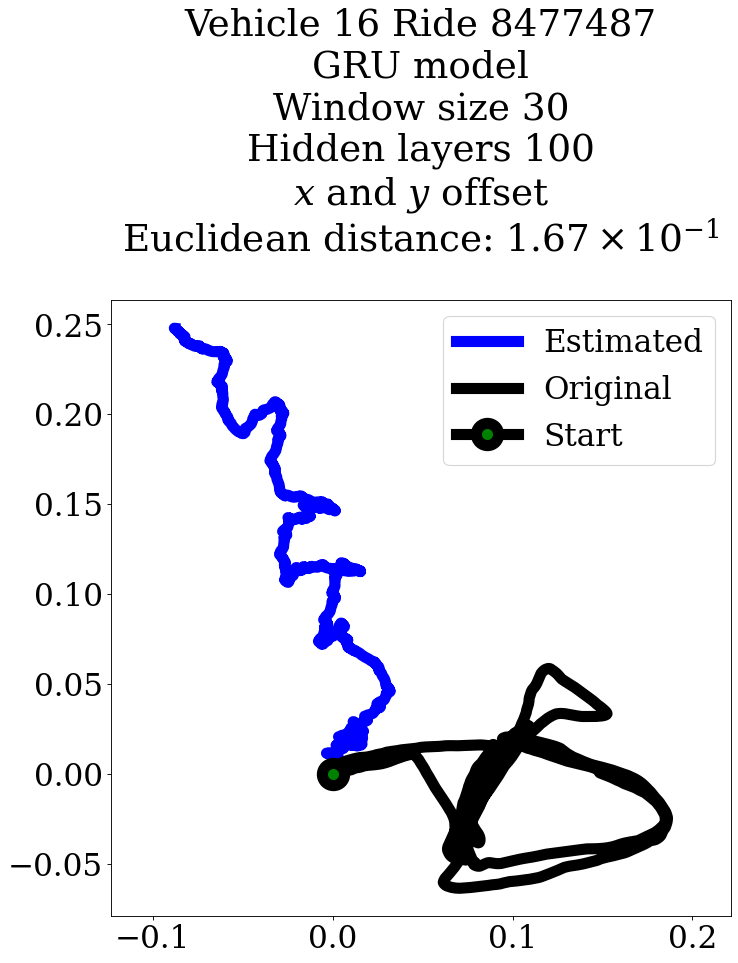 Vehicle 16 Ride 8477487
GRU model
Window size 30
Hidden layers 100
x and y offset
Euclidean distance: 1.67 × 10⁻¹
Estimated
Original
Start
0.25
0.20
0.15
0.10
0.05
0.00
−0.05
−0.1 0.0 0.1 0.2